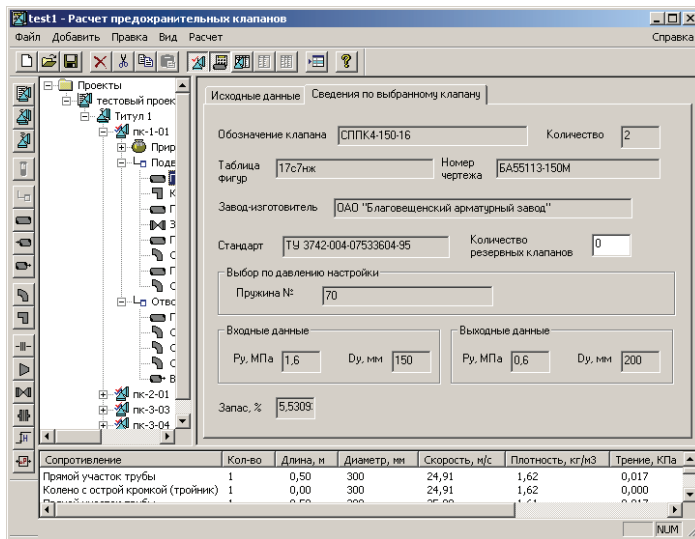 test1 - Расчет предохранительных клапанов
Файл Добавить Правка Вид Расчет Справка
Проекты
тестовый проек
Титул 1
пк-1-01
Прир
Подв
К
Г
З
Г
С
Г
С
Отво
Г
С
С
С
В
пк-2-01
пк-3-03
пк-3-04
Исходные данные Сведения по выбранному клапану
Обозначение клапана СППК4-150-16 Количество 2
Таблица фигур 17с7нж Номер чертежа БА55113-150М
Завод-изготовитель ОАО "Благовещенский арматурный завод"
Стандарт ТУ 3742-004-07533604-95 Количество резервных клапанов 0
Выбор по давлению настройки
Пружина № 70
Входные данные Выходные данные
Ру, МПа 1,6 Dу, мм 150 Ру, МПа 0,6 Dу, мм 200
Запас, % 5,5309
Сопротивление Кол-во Длина, м Диаметр, мм Скорость, м/с Плотность, кг/м3 Трение, КПа
Прямой участок трубы 1 0,50 300 24,91 1,62 0,017
Колено с острой кромкой (тройник) 1 0,00 300 24,91 1,62 0,000
NUM